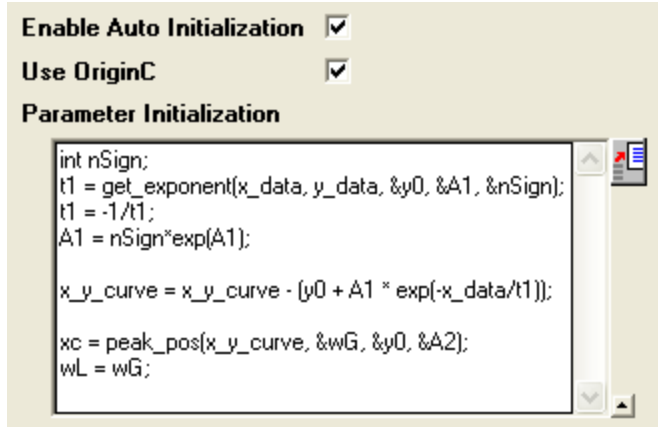 Enable Auto Initialization
Use OriginC
Parameter Initialization
int nSign;
t1 = get_exponent(x_data, y_data, &y0, &A1, &nSign);
t1 = -1/t1;
A1 = nSign*exp(A1);
x_y_curve = x_y_curve - (y0 + A1 * exp(-x_data/t1));
xc = peak_pos(x_y_curve, &wG, &y0, &A2);
wL = wG;